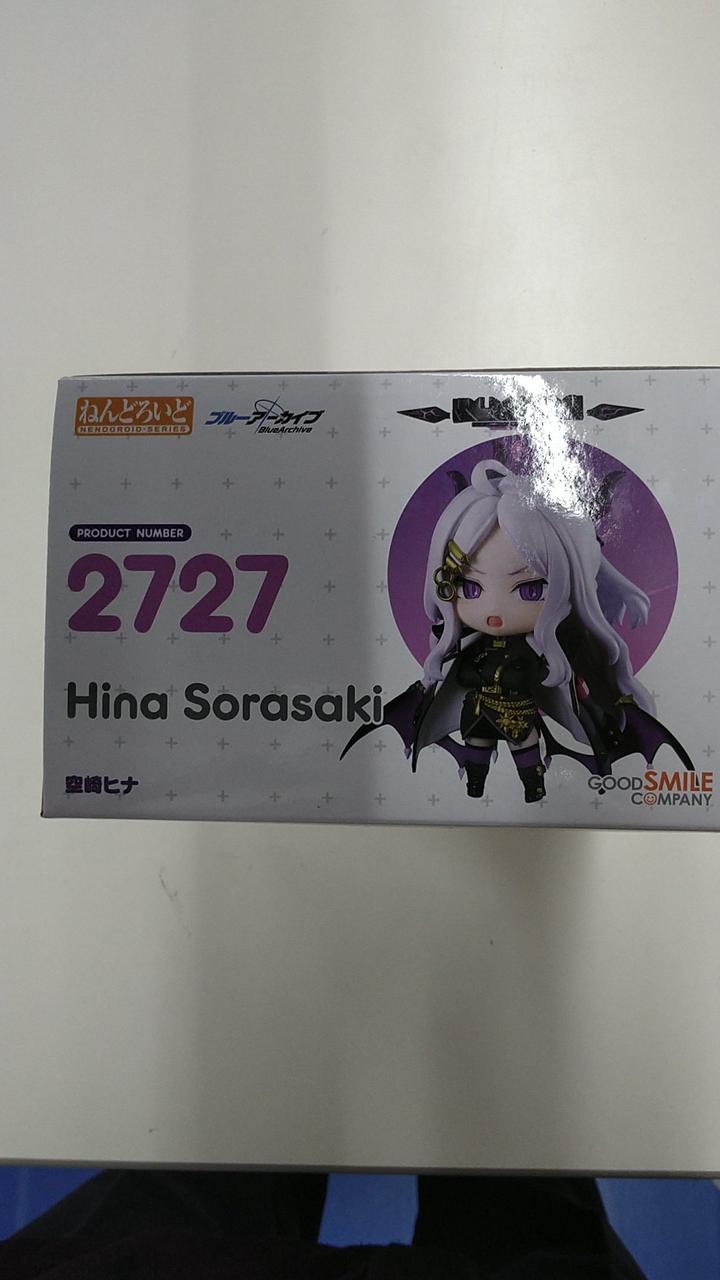 ねんどろいど
NENDOROID-SERIES
ブルーアーカイブ
BlueArchive
PRODUCT NUMBER
2727
Hina Sorasaki
空崎ヒナ
GOOD SMILE
COMPANY